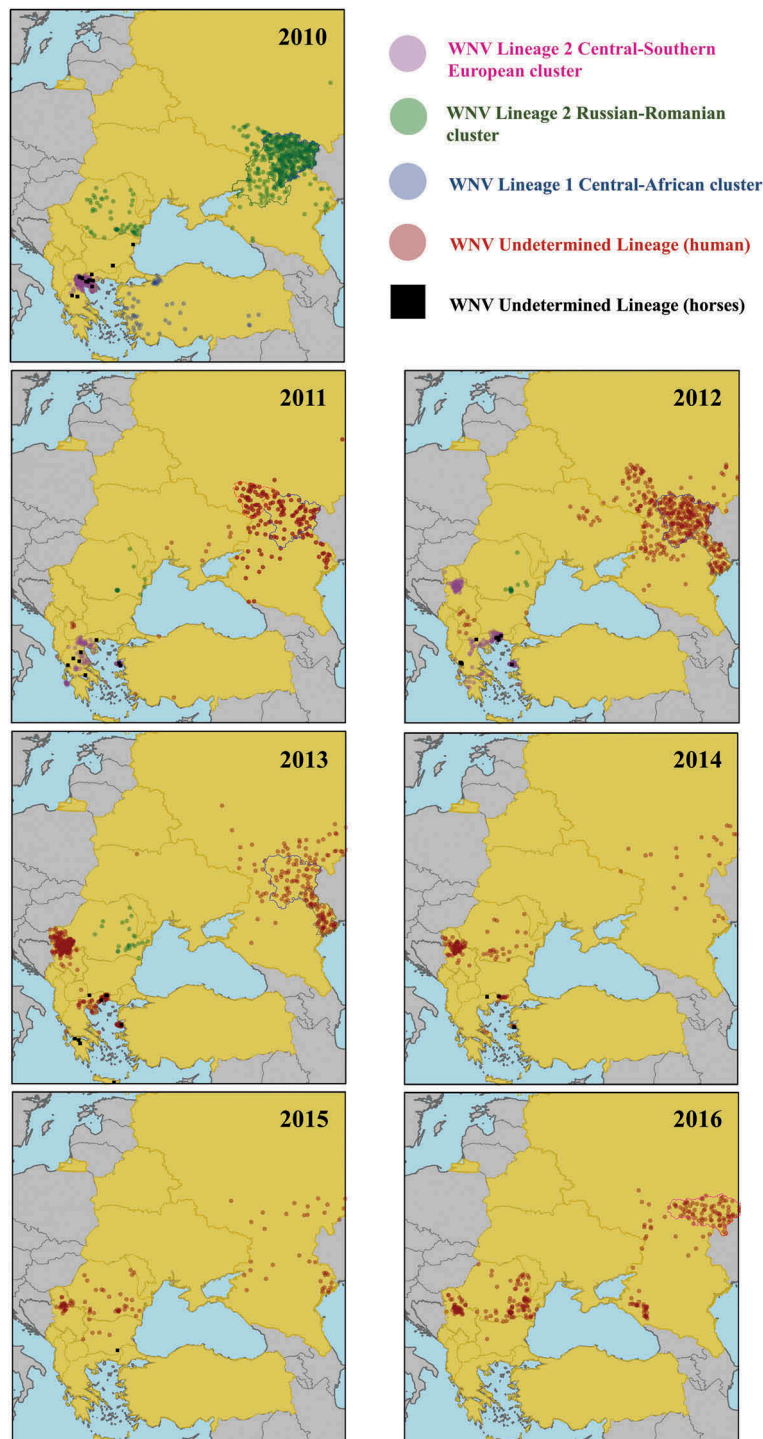 2010
WNV Lineage 2 Central-Southern
European cluster
WNV Lineage 2 Russian-Romanian
cluster
WNV Lineage 1 Central-African cluster
WNV Undetermined Lineage (human)
WNV Undetermined Lineage (horses)
2011
2012
2013
2014
2015
2016